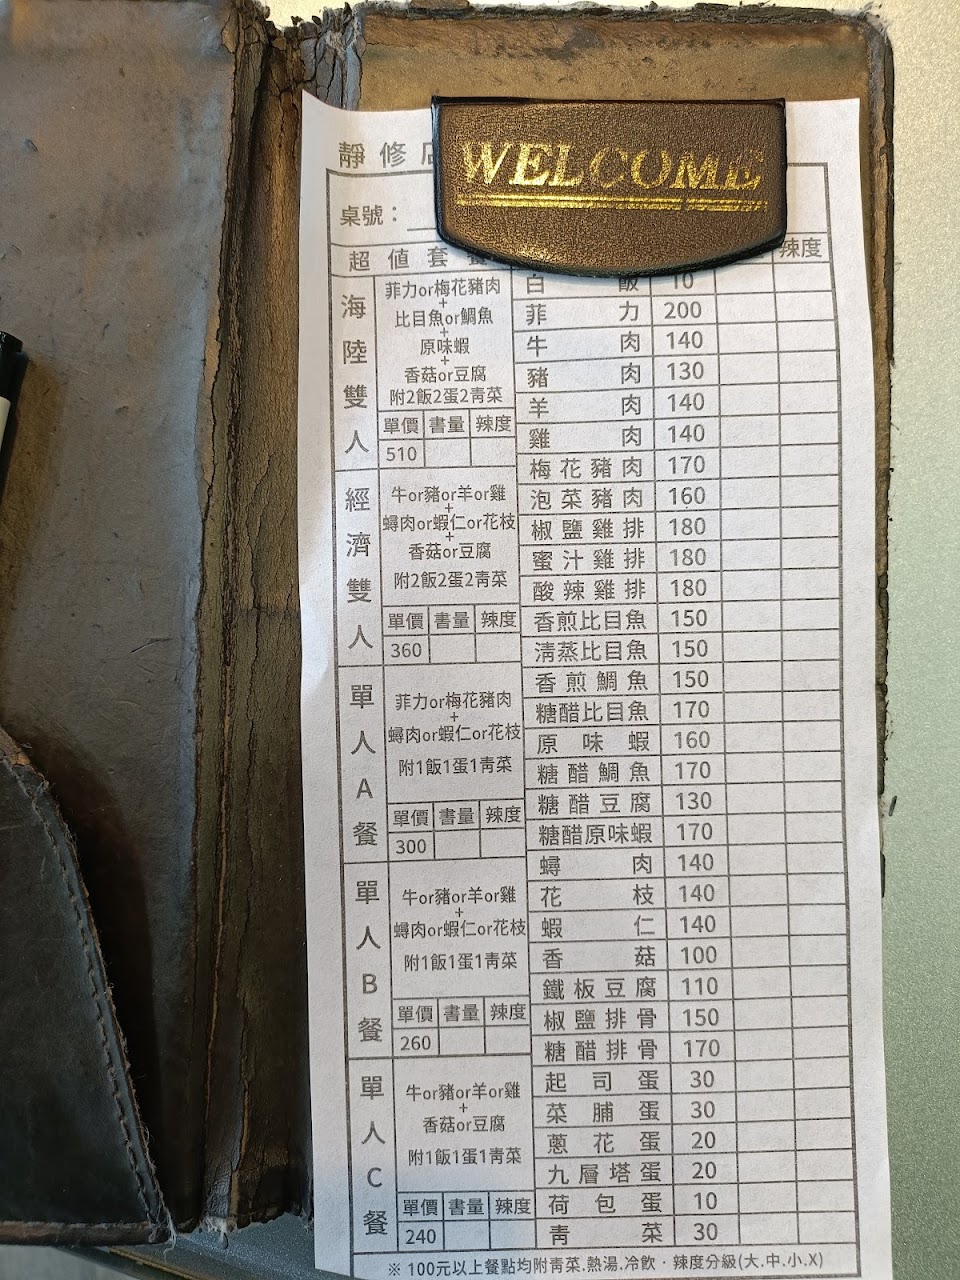 WELCOME
靜修
桌號：
超值套
辣度
海陸雙人
菲力or梅花豬肉
+
比目魚or鯛魚
+
原味蝦
+
香菇or豆腐
附2飯2蛋2青菜
單價 書量 辣度
510
經濟雙人
牛or豬or羊or雞
+
蟳肉or蝦仁or花枝
+
香菇or豆腐
附2飯2蛋2青菜
單價 書量 辣度
360
單人A餐
菲力or梅花豬肉
+
蟳肉or蝦仁or花枝
附1飯1蛋1青菜
單價 書量 辣度
300
單人B餐
牛or豬or羊or雞
+
蟳肉or蝦仁or花枝
附1飯1蛋1青菜
單價 書量 辣度
260
單人C餐
牛or豬or羊or雞
+
香菇or豆腐
附1飯1蛋1青菜
單價 書量 辣度
240
白飯 10
菲力 200
牛肉 140
豬肉 130
羊肉 140
雞肉 140
梅花豬肉 170
泡菜豬肉 160
椒鹽雞排 180
蜜汁雞排 180
酸辣雞排 180
香煎比目魚 150
清蒸比目魚 150
香煎鯛魚 150
糖醋比目魚 170
原味蝦 160
糖醋鯛魚 170
糖醋豆腐 130
糖醋原味蝦 170
蟳肉 140
花枝 140
蝦仁 140
香菇 100
鐵板豆腐 110
椒鹽排骨 150
糖醋排骨 170
起司蛋 30
菜脯蛋 30
蔥花蛋 20
九層塔蛋 20
荷包蛋 10
青菜 30
※ 100元以上餐點均附青菜.熱湯.冷飲‧辣度分級(大.中.小.X)